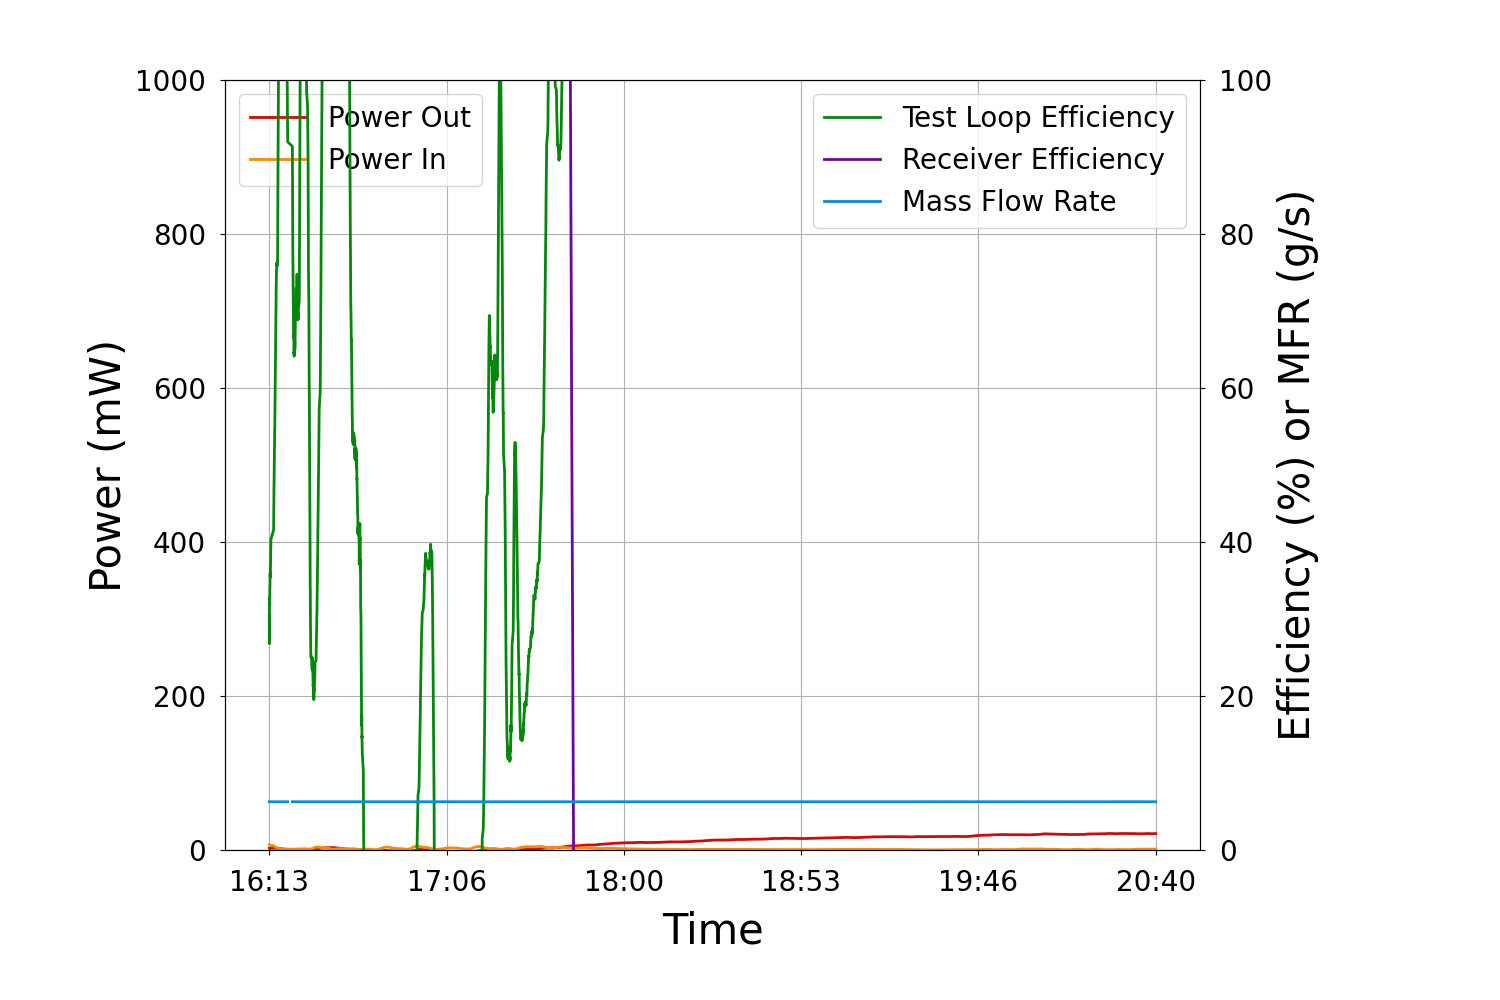 1000
800
600
400
200
0
Power (mW)
Power Out
Power In
Test Loop Efficiency
Receiver Efficiency
Mass Flow Rate
100
80
60
40
20
0
Efficiency (%) or MFR (g/s)
16:13 17:06 18:00 18:53 19:46 20:40
Time